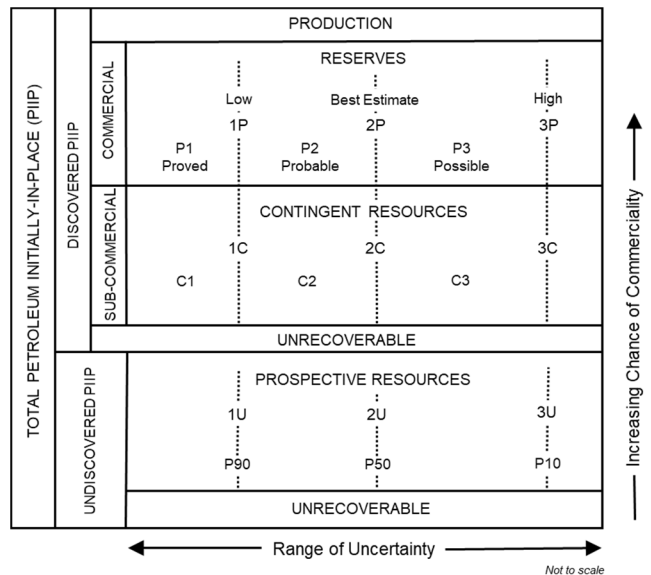 TOTAL PETROLEUM INITIALLY-IN-PLACE (PIIP)
DISCOVERED PIIP
UNDISCOVERED PIIP
COMMERCIAL
SUB-COMMERCIAL
PRODUCTION
RESERVES
Low Best Estimate High
1P 2P 3P
P1 P2 P3
Proved Probable Possible
CONTINGENT RESOURCES
1C 2C 3C
C1 C2 C3
UNRECOVERABLE
PROSPECTIVE RESOURCES
1U 2U 3U
P90 P50 P10
UNRECOVERABLE
Increasing Chance of Commerciality
Range of Uncertainty
Not to scale